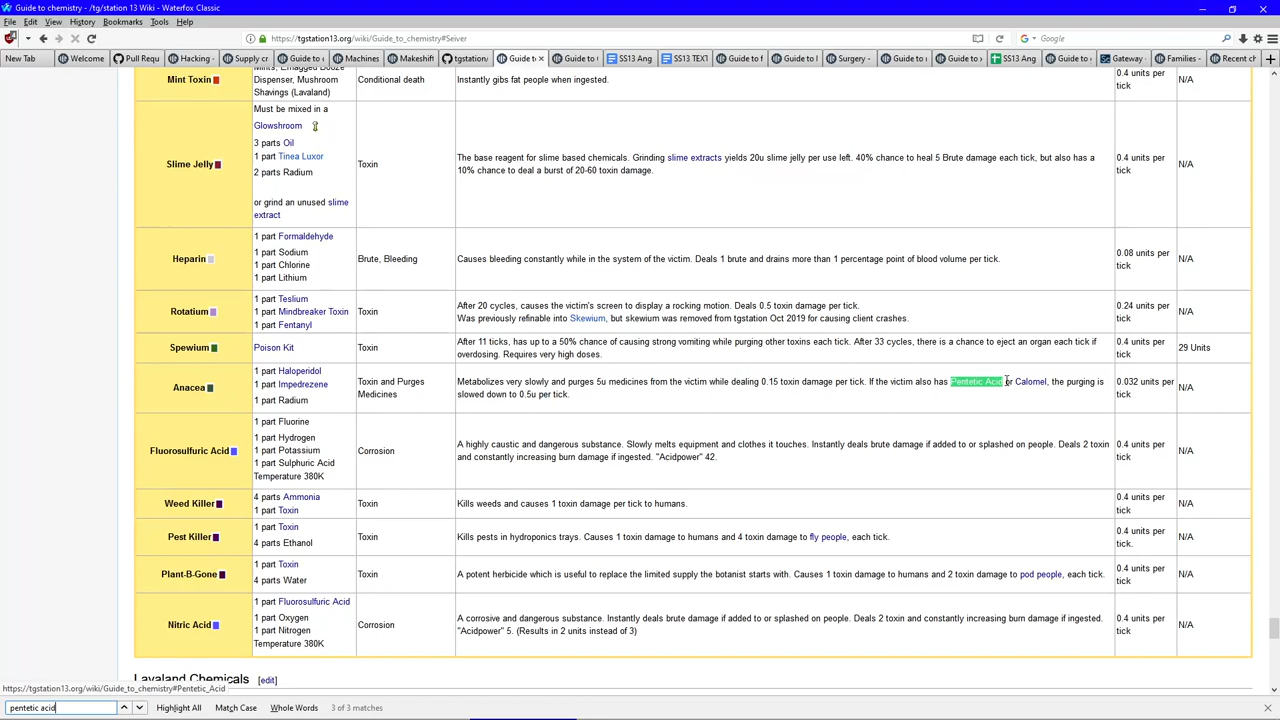 Guide to chemistry - /tg/station 13 Wiki - Waterfox Classic
File Edit View History Bookmarks Tools Help
https://tgstation13.org/wiki/Guide_to_chemistry#Seiver
Google
New Tab
Welcome
Pull Requ
Hacking -
Supply cr
Guide to c
Machines
Makeshift
tgstation/
Guide to
Guide to
SS13 Ang
SS13 TEXT
Guide to f
Guide to l
Surgery -
Guide to
Guide to
SS13 Ang
Guide to
Gateway
Families -
Recent ch
Mint Toxin
Mints, Emagged Booze
Dispenser, Mushroom
Shavings (Lavaland)
Conditional death
Instantly gibs fat people when ingested.
0.4 units per
tick
N/A
Slime Jelly
Must be mixed in a
Glowshroom
3 parts Oil
1 part Tinea Luxor
2 parts Radium
or grind an unused slime
extract
Toxin
The base reagent for slime based chemicals. Grinding slime extracts yields 20u slime jelly per use left. 40% chance to heal 5 Brute damage each tick, but also has a
10% chance to deal a burst of 20-60 toxin damage.
0.4 units per
tick
N/A
Heparin
1 part Formaldehyde
1 part Sodium
1 part Chlorine
1 part Lithium
Brute, Bleeding
Causes bleeding constantly while in the system of the victim. Deals 1 brute and drains more than 1 percentage point of blood volume per tick.
0.08 units per
tick
N/A
Rotatium
1 part Teslium
1 part Mindbreaker Toxin
1 part Fentanyl
Toxin
After 20 cycles, causes the victim's screen to display a rocking motion. Deals 0.5 toxin damage per tick.
Was previously refinable into Skewium, but skewium was removed from tgstation Oct 2019 for causing client crashes.
0.24 units per
tick
N/A
Spewium
Poison Kit
Toxin
After 11 ticks, has up to a 50% chance of causing strong vomiting while purging other toxins each tick. After 33 cycles, there is a chance to eject an organ each tick if
overdosing. Requires very high doses.
0.4 units per
tick
29 Units
Anacea
1 part Haloperidol
1 part Impedrezene
1 part Radium
Toxin and Purges
Medicines
Metabolizes very slowly and purges 5u medicines from the victim while dealing 0.15 toxin damage per tick. If the victim also has Pentetic Acid or Calomel, the purging is
slowed down to 0.5u per tick.
0.032 units per
tick
N/A
Fluorosulfuric Acid
1 part Fluorine
1 part Hydrogen
1 part Potassium
1 part Sulphuric Acid
Temperature 380K
Corrosion
A highly caustic and dangerous substance. Slowly melts equipment and clothes it touches. Instantly deals brute damage if added to or splashed on people. Deals 2 toxin
and constantly increasing burn damage if ingested. "Acidpower" 42.
0.4 units per
tick
N/A
Weed Killer
4 parts Ammonia
1 part Toxin
Toxin
Kills weeds and causes 1 toxin damage per tick to humans.
0.4 units per
tick
N/A
Pest Killer
1 part Toxin
4 parts Ethanol
Toxin
Kills pests in hydroponics trays. Causes 1 toxin damage to humans and 4 toxin damage to fly people, each tick.
0.4 units per
tick.
N/A
Plant-B-Gone
1 part Toxin
4 parts Water
Toxin
A potent herbicide which is useful to replace the limited supply the botanist starts with. Causes 1 toxin damage to humans and 2 toxin damage to pod people, each tick.
0.4 units per
tick
N/A
Nitric Acid
1 part Fluorosulfuric Acid
1 part Oxygen
1 part Nitrogen
Temperature 380K
Corrosion
A corrosive and dangerous substance. Instantly deals brute damage if added to or splashed on people. Deals 2 toxin and constantly increasing burn damage if ingested.
"Acidpower" 5. (Results in 2 units instead of 3)
0.4 units per
tick
N/A
Lavaland Chemicals [edit]
https://tgstation13.org/wiki/Guide_to_chemistry#Pentetic_Acid
pentetic acid
Highlight All
Match Case
Whole Words
3 of 3 matches